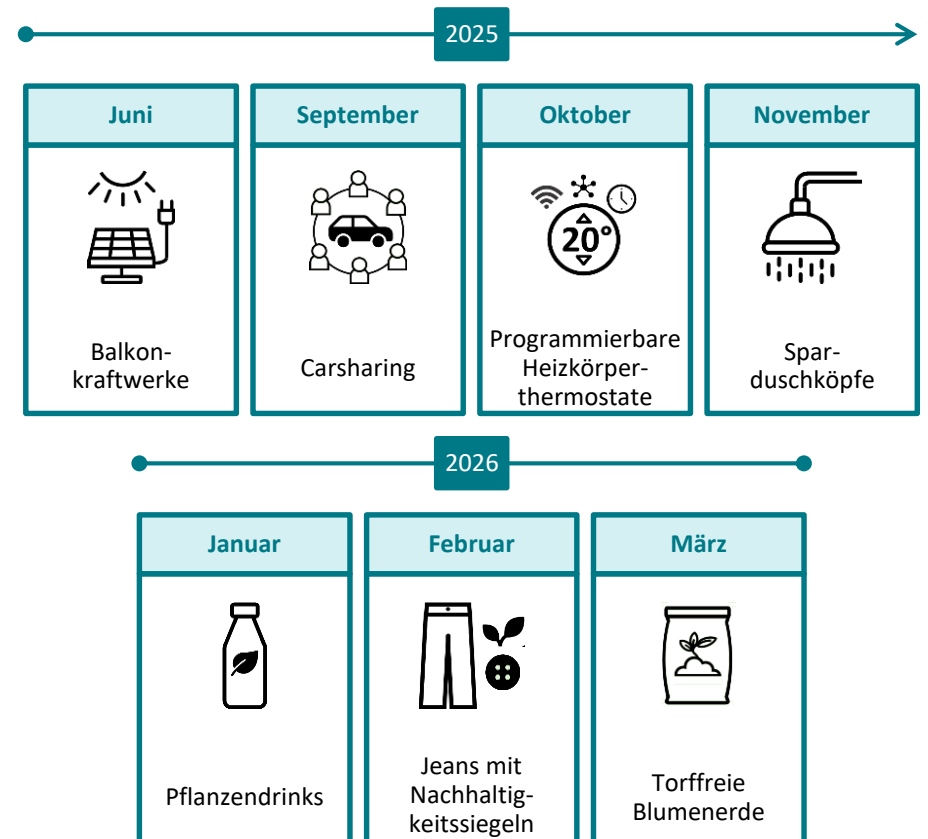 2025
Juni
September
Oktober
November
20°
Balkon-
kraftwerke
Carsharing
Programmierbare
Heizkörper-
thermostate
Spar-
duschköpfe
2026
Januar
Februar
März
Pflanzendrinks
Jeans mit
Nachhaltig-
keitssiegeln
Torffreie
Blumenerde